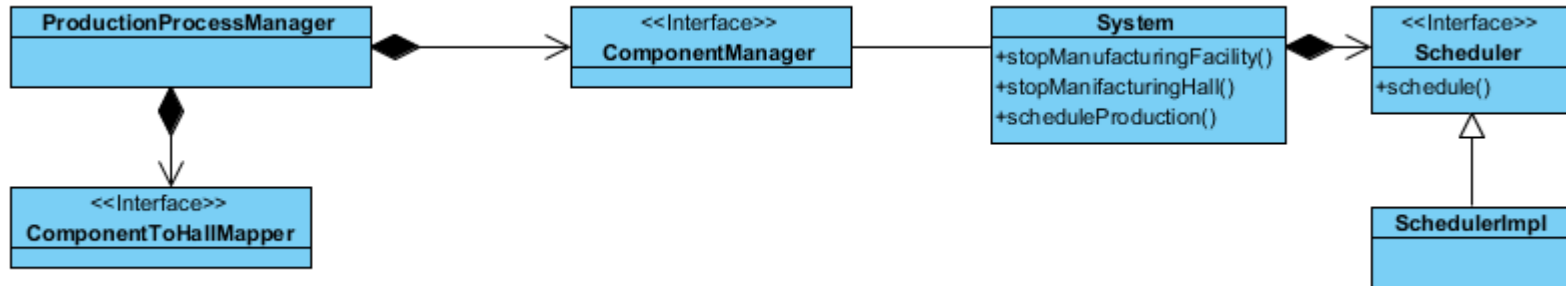 ProductionProcessManager
<<Interface>>
ComponentManager
System
+stopManufacturingFacility()
+stopManifacturingHall()
+scheduleProduction()
<<Interface>>
Scheduler
+schedule()
<<Interface>>
ComponentToHallMapper
SchedulerImpl